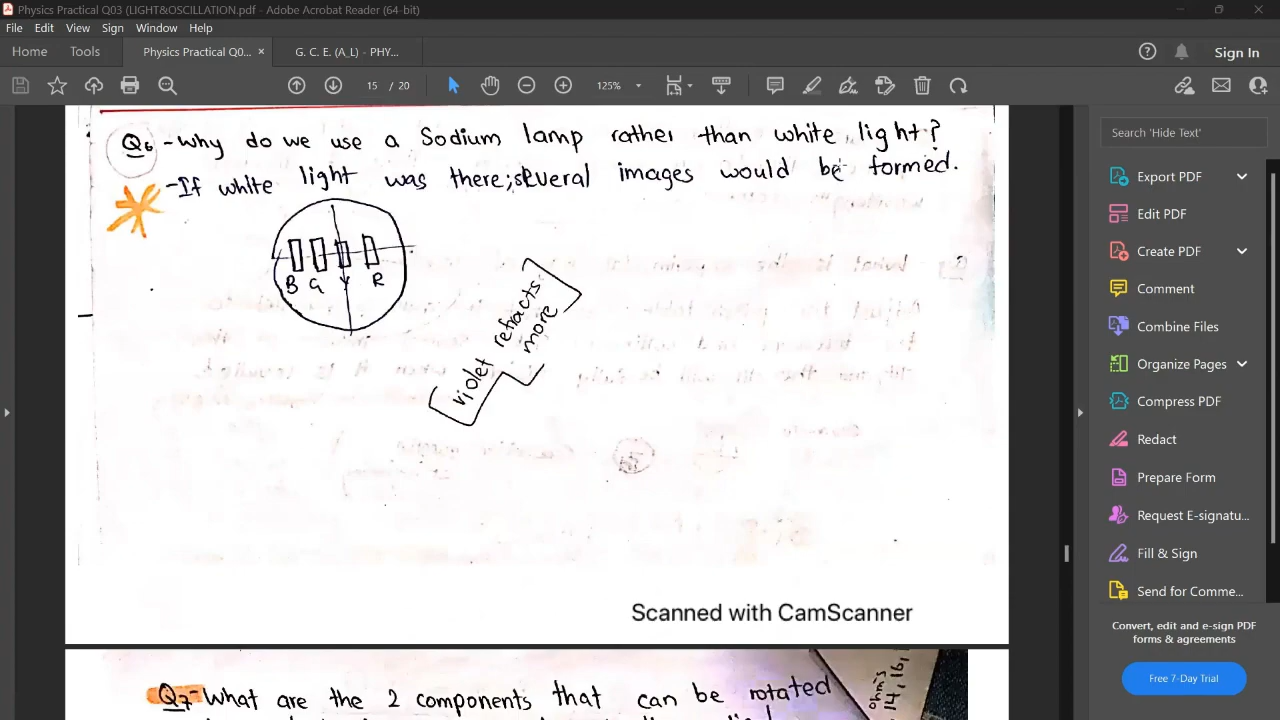 Physics Practical Q03 (LIGHT&OSCILLATION.pdf - Adobe Acrobat Reader (64-bit)
File Edit View Sign Window Help
Home Tools Physics Practical Q0... × G. C. E. (A_L) - PHY... Sign In
15 / 20 125%
Q6 - Why do we use a Sodium lamp rather than white light?
- If white light was there; several images would be formed.
B G Y R
violet refracts
more
Scanned with CamScanner
Q7 - What are the 2 components that can be rotated
ohm's
14, 16,
Search 'Hide Text'
Export PDF
Edit PDF
Create PDF
Comment
Combine Files
Organize Pages
Compress PDF
Redact
Prepare Form
Request E-signatu...
Fill & Sign
Send for Comme...
Convert, edit and e-sign PDF
forms & agreements
Free 7-Day Trial